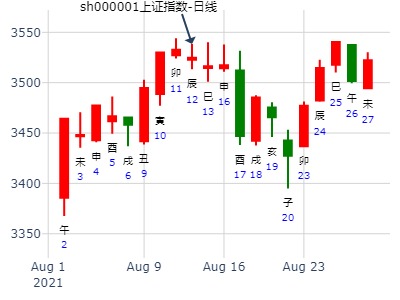 sh000001上证指数-日线
3550
3500
3450
3400
3350
午
2
未
3
申
4
酉
5
戌
6
丑
9
寅
10
卯
11
辰
12
巳
13
申
16
酉
17
戌
18
亥
19
子
20
卯
23
辰
24
巳
25
午
26
未
27
Aug 1
2021
Aug 9
Aug 16
Aug 23